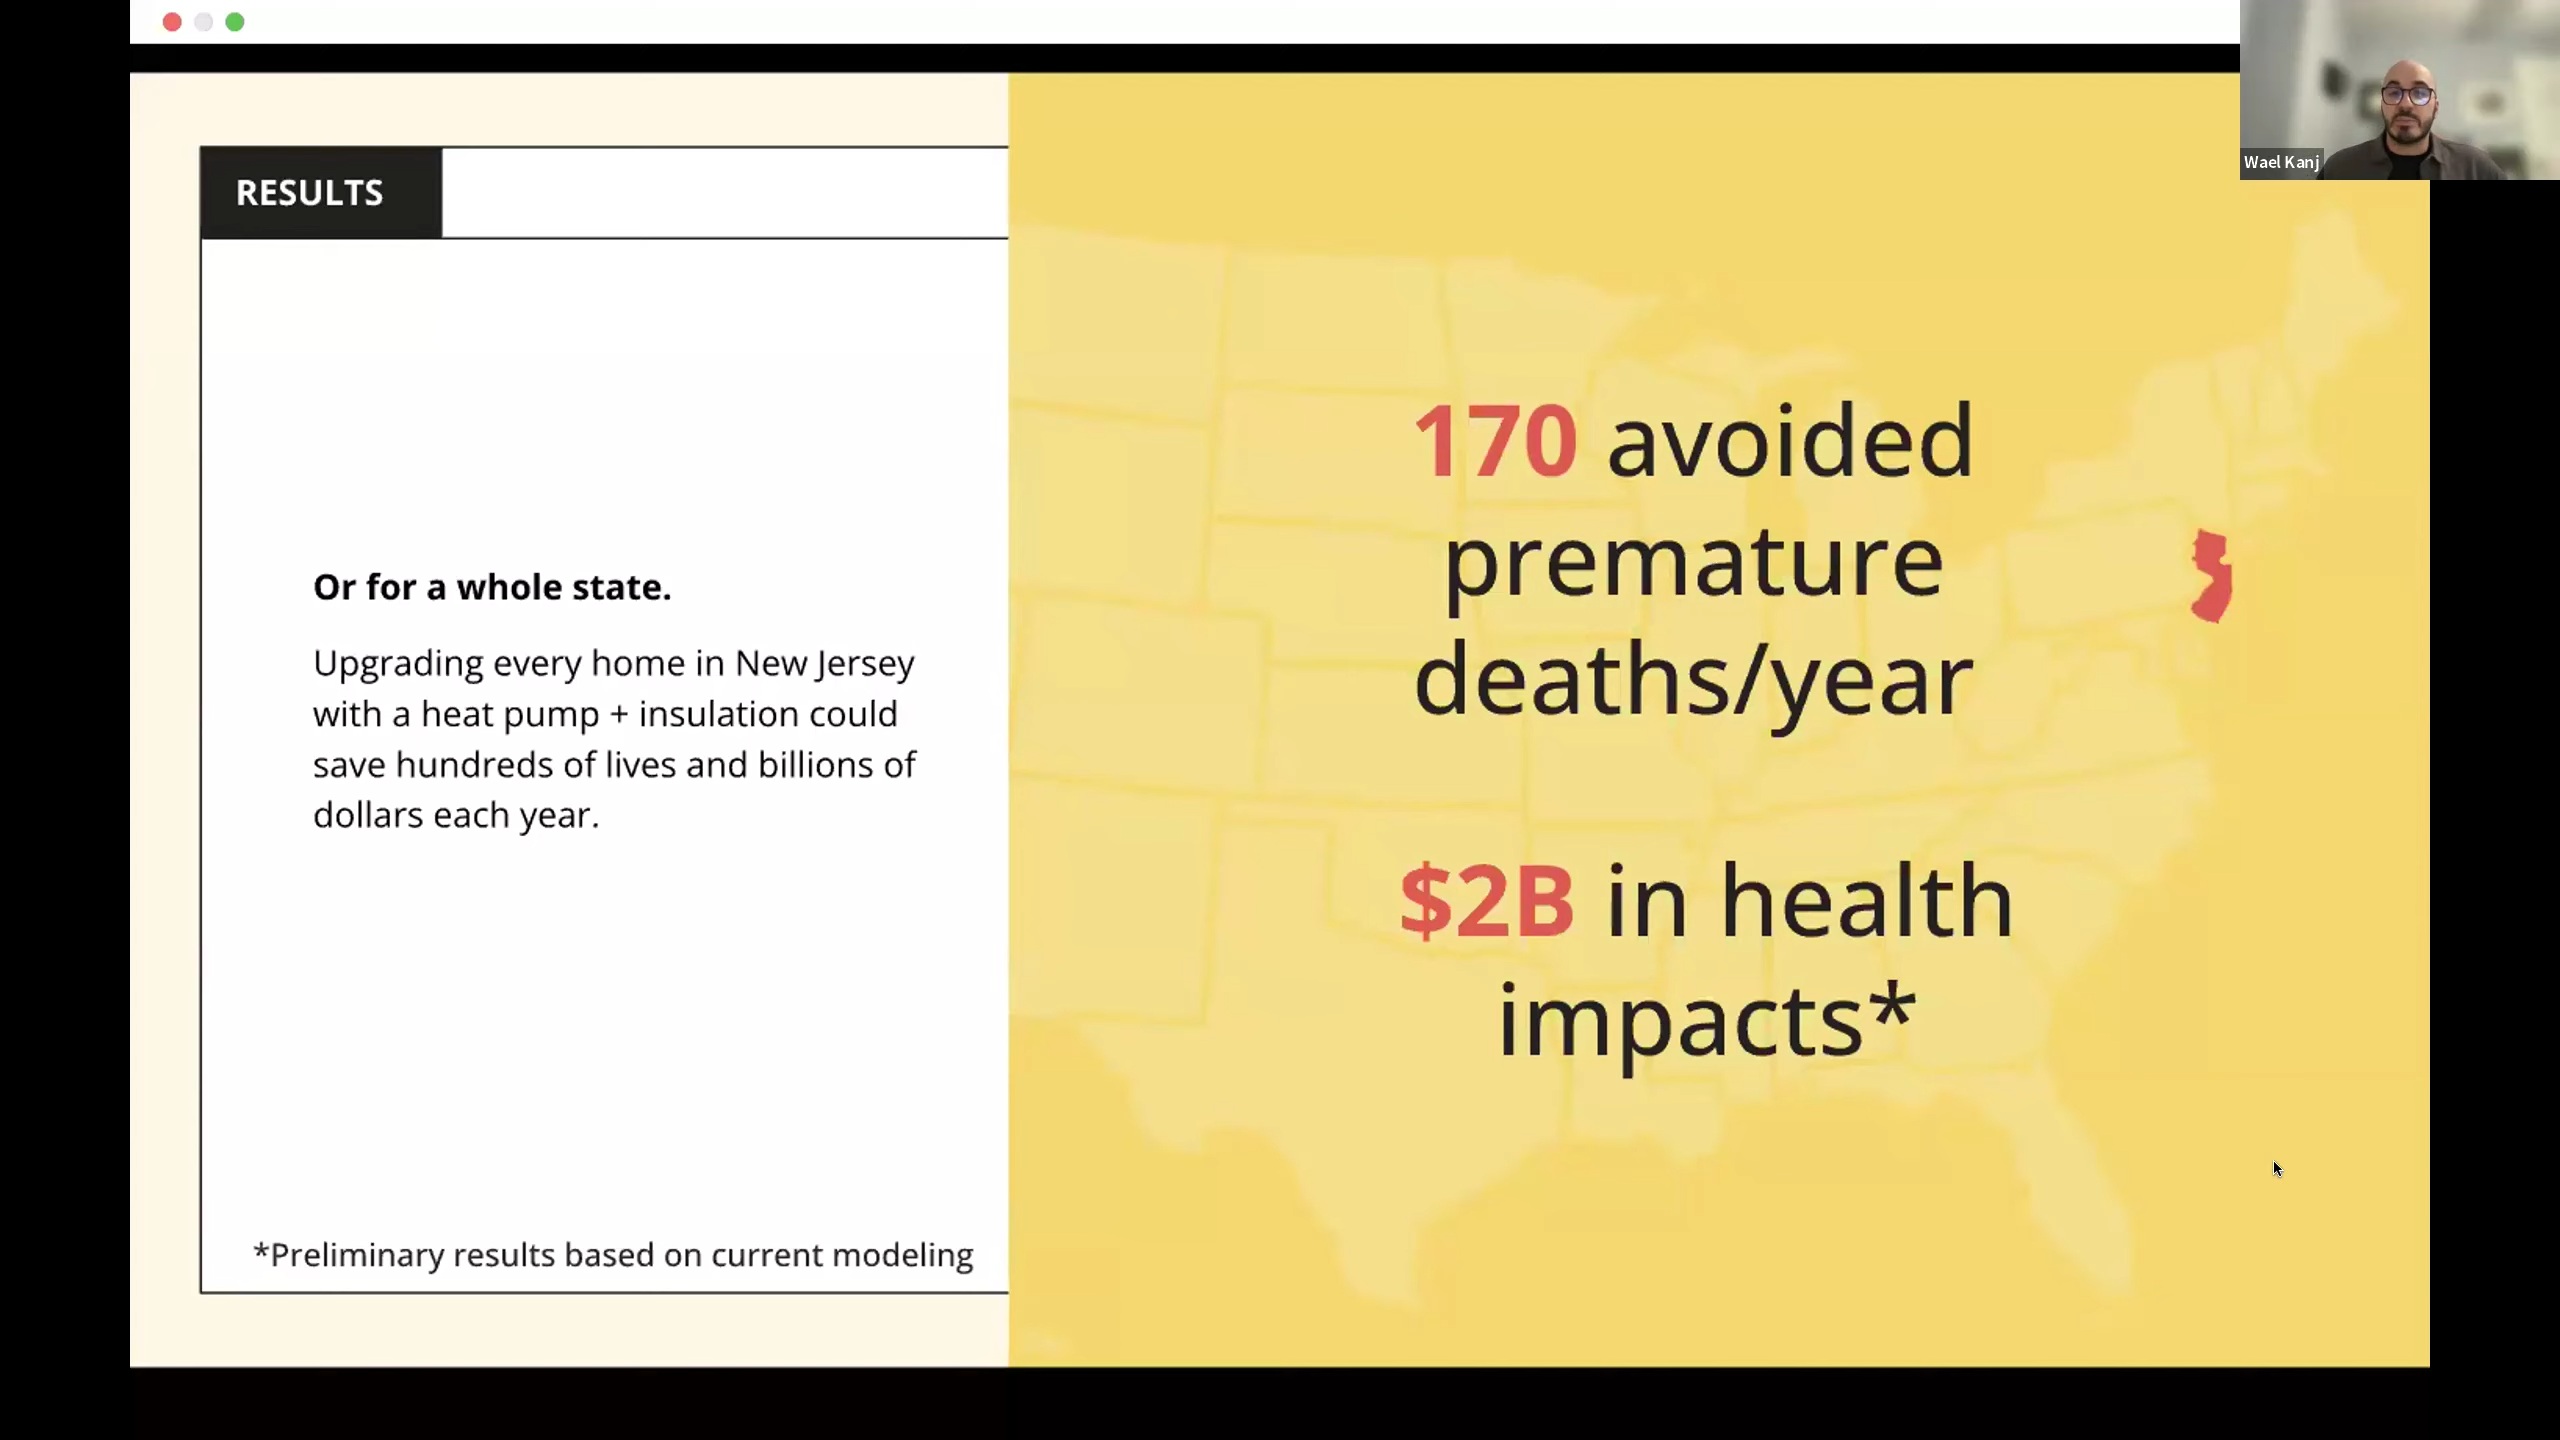 RESULTS
Or for a whole state.
Upgrading every home in New Jersey
with a heat pump + insulation could
save hundreds of lives and billions of
dollars each year.
*Preliminary results based on current modeling
170 avoided
premature
deaths/year
$2B in health
impacts*
Wael Kanj